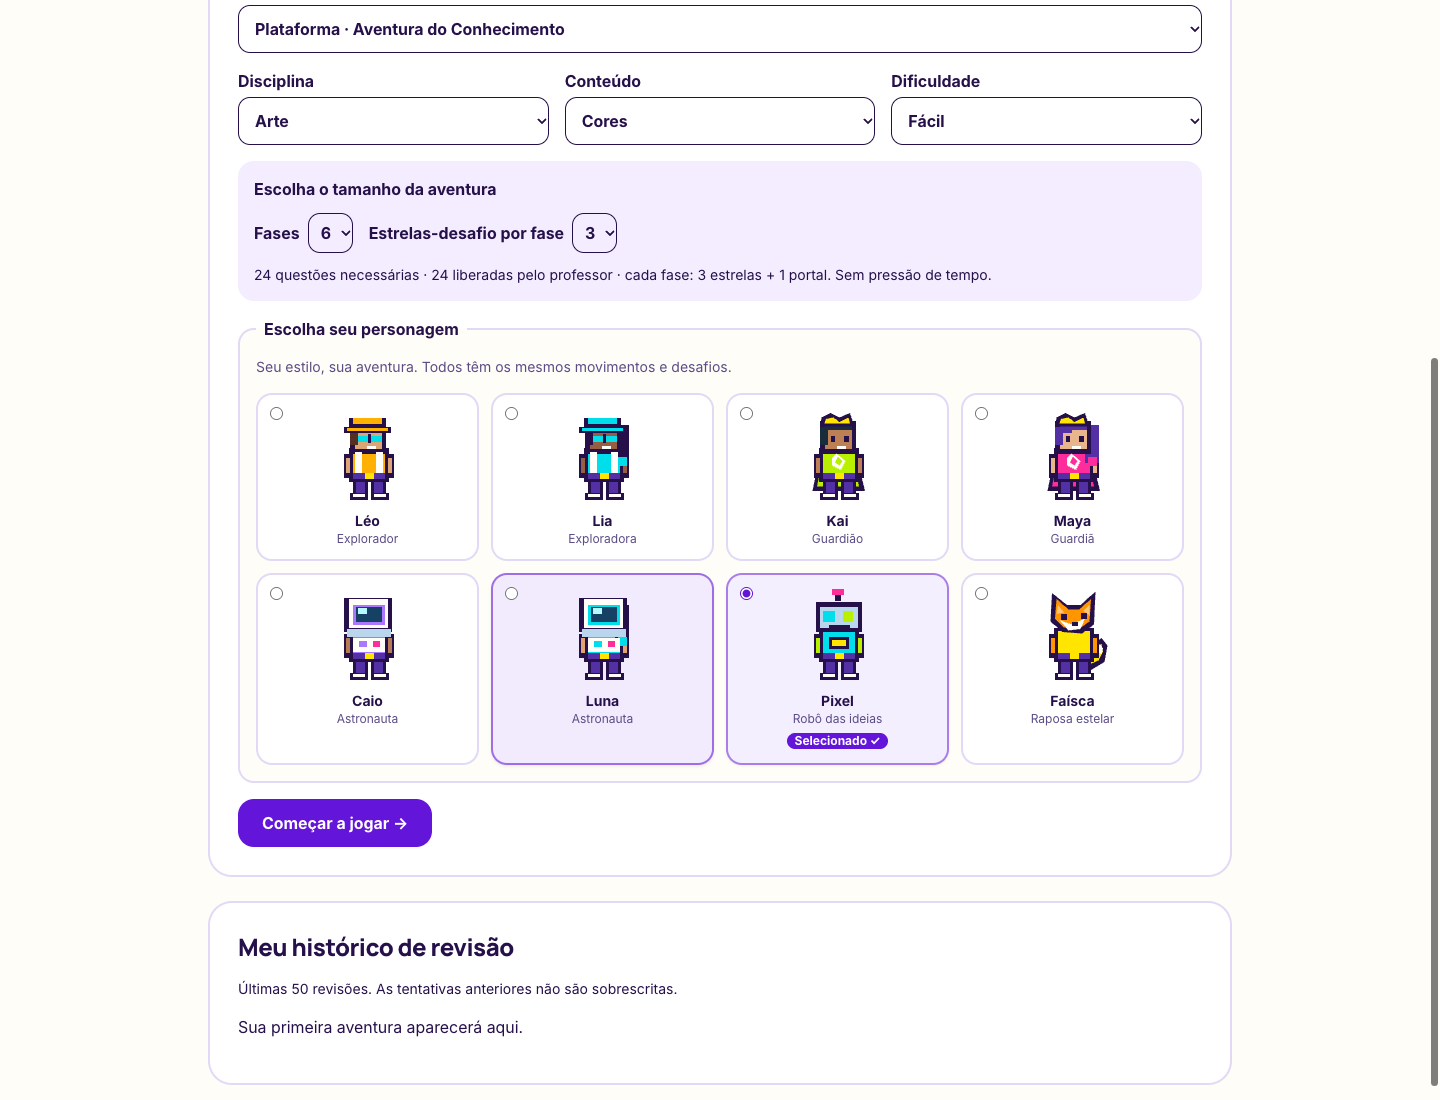 Plataforma · Aventura do Conhecimento
Disciplina
Conteúdo
Dificuldade
Arte
Cores
Fácil
Escolha o tamanho da aventura
Fases 6 Estrelas-desafio por fase 3
24 questões necessárias · 24 liberadas pelo professor · cada fase: 3 estrelas + 1 portal. Sem pressão de tempo.
Escolha seu personagem
Seu estilo, sua aventura. Todos têm os mesmos movimentos e desafios.
Léo
Explorador
Lia
Exploradora
Kai
Guardião
Maya
Guardiã
Caio
Astronauta
Luna
Astronauta
Pixel
Robô das ideias
Selecionado ✓
Faísca
Raposa estelar
Começar a jogar →
Meu histórico de revisão
Últimas 50 revisões. As tentativas anteriores não são sobrescritas.
Sua primeira aventura aparecerá aqui.